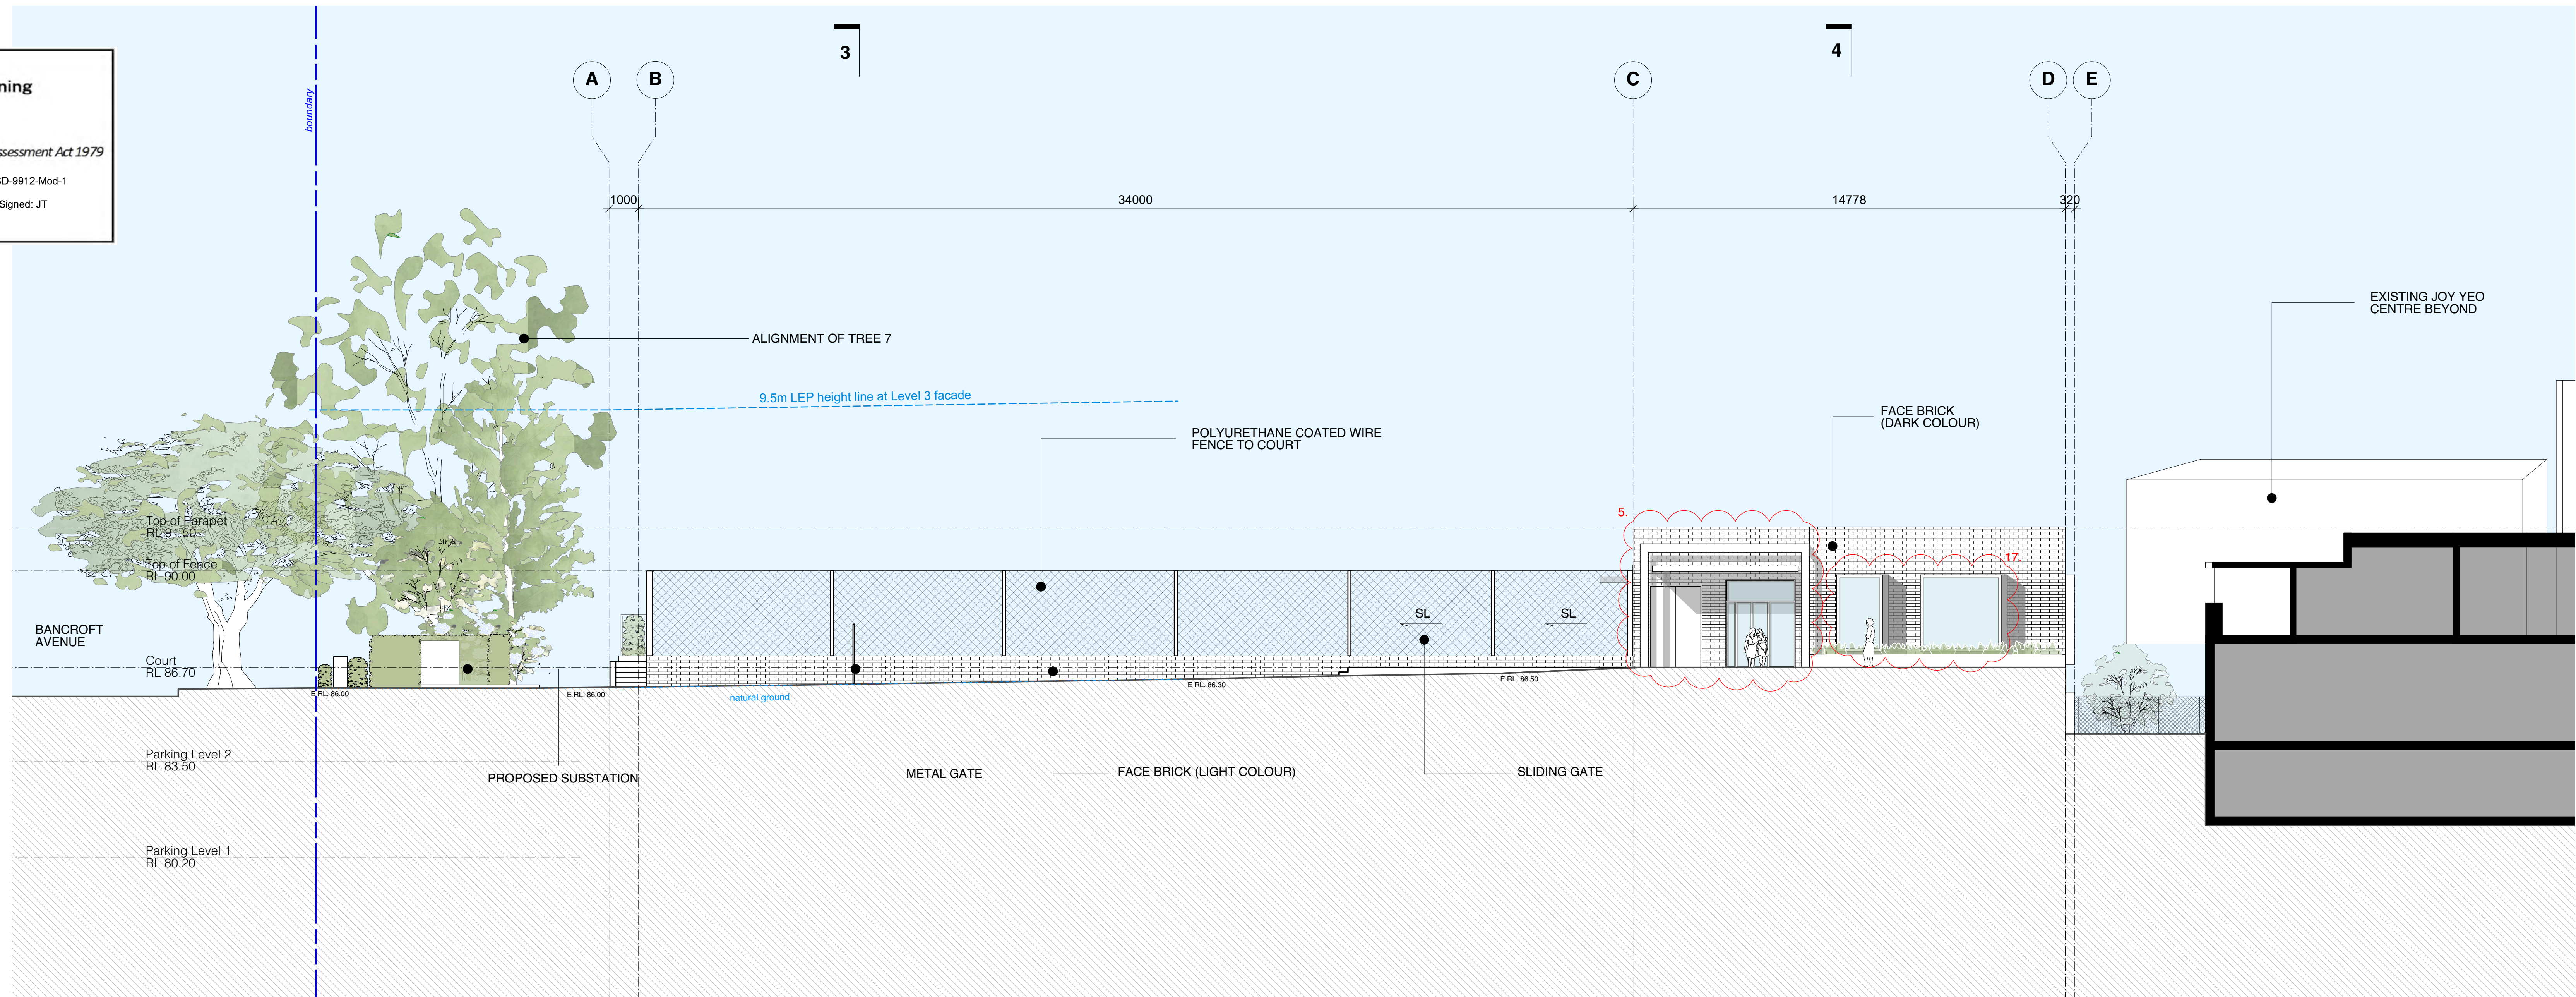 ning
ssessment Act 1979
SD-9912-Mod-1
Signed: JT
boundary
3
4
A
B
C
D
E
1000
34000
14778
320
ALIGNMENT OF TREE 7
EXISTING JOY YEO
CENTRE BEYOND
9.5m LEP height line at Level 3 facade
POLYURETHANE COATED WIRE
FENCE TO COURT
FACE BRICK
(DARK COLOUR)
5.
17.
Top of Parapet
RL 91.50
Top of Fence
RL 90.00
BANCROFT
AVENUE
Court
RL 86.70
SL
SL
E RL. 86.00
E RL. 86.00
natural ground
E RL. 86.30
E RL. 86.50
Parking Level 2
RL 83.50
PROPOSED SUBSTATION
METAL GATE
FACE BRICK (LIGHT COLOUR)
SLIDING GATE
Parking Level 1
RL 80.20